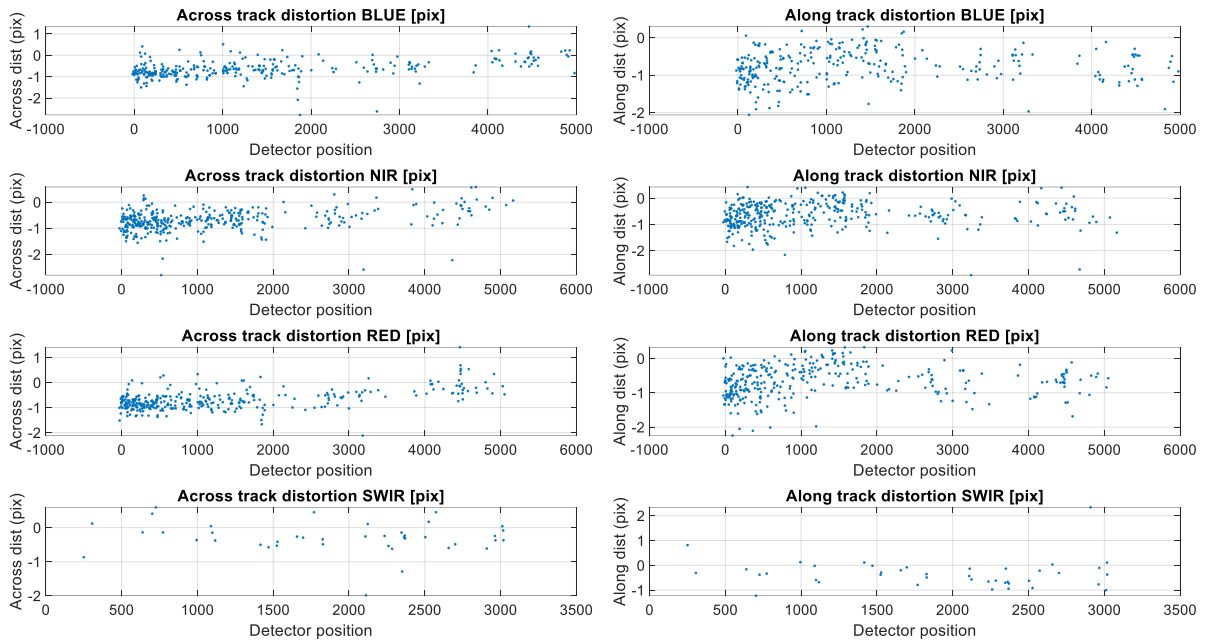 Across track distortion BLUE [pix]
Across dist (pix)
1
0
-1
-2
-1000 0 1000 2000 3000 4000 5000
Detector position
Along track distortion BLUE [pix]
Along dist (pix)
0
-1
-2
-1000 0 1000 2000 3000 4000 5000
Detector position
Across track distortion NIR [pix]
Across dist (pix)
0
-1
-2
-1000 0 1000 2000 3000 4000 5000 6000
Detector position
Along track distortion NIR [pix]
Along dist (pix)
0
-1
-2
-1000 0 1000 2000 3000 4000 5000 6000
Detector position
Across track distortion RED [pix]
Across dist (pix)
1
0
-1
-2
-1000 0 1000 2000 3000 4000 5000 6000
Detector position
Along track distortion RED [pix]
Along dist (pix)
0
-1
-2
-1000 0 1000 2000 3000 4000 5000 6000
Detector position
Across track distortion SWIR [pix]
Across dist (pix)
0
-1
-2
0 500 1000 1500 2000 2500 3000 3500
Detector position
Along track distortion SWIR [pix]
Along dist (pix)
2
1
0
-1
0 500 1000 1500 2000 2500 3000 3500
Detector position